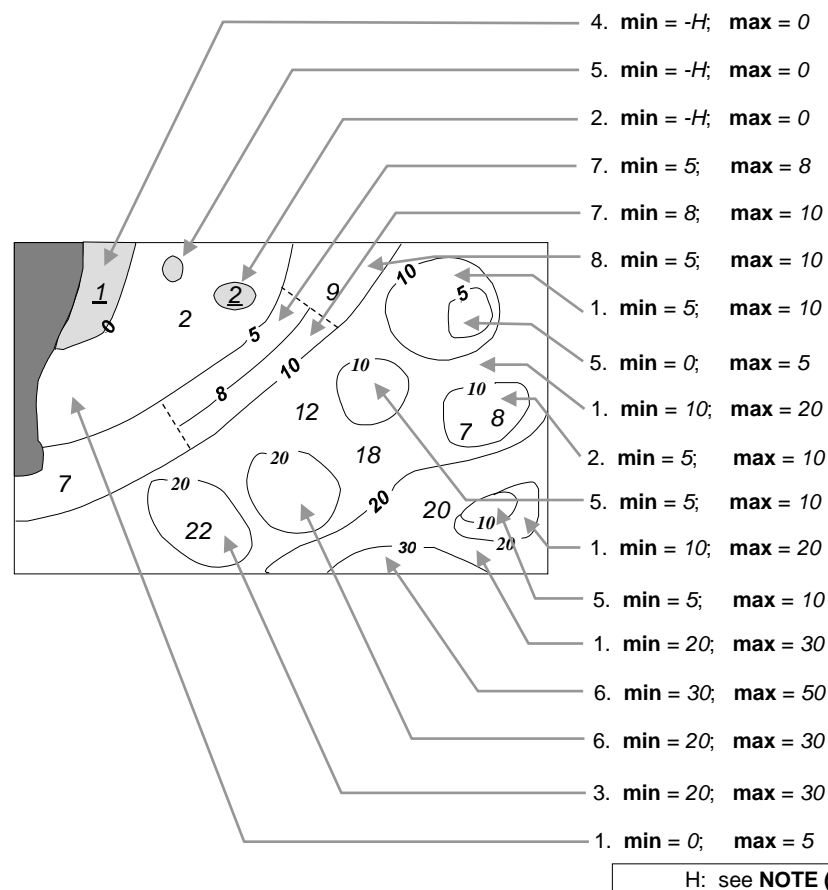 4. min = -H; max = 0
5. min = -H; max = 0
2. min = -H; max = 0
7. min = 5; max = 8
7. min = 8; max = 10
8. min = 5; max = 10
1. min = 5; max = 10
5. min = 0; max = 5
1. min = 10; max = 20
2. min = 5; max = 10
5. min = 5; max = 10
1. min = 10; max = 20
5. min = 5; max = 10
1. min = 20; max = 30
6. min = 30; max = 50
6. min = 20; max = 30
3. min = 20; max = 30
1. min = 0; max = 5
H: see NOTE (
1
0
2
2
9
10
5
5
10
8
10
12
10
7
8
7
20
20
18
22
20
20
10
20
30